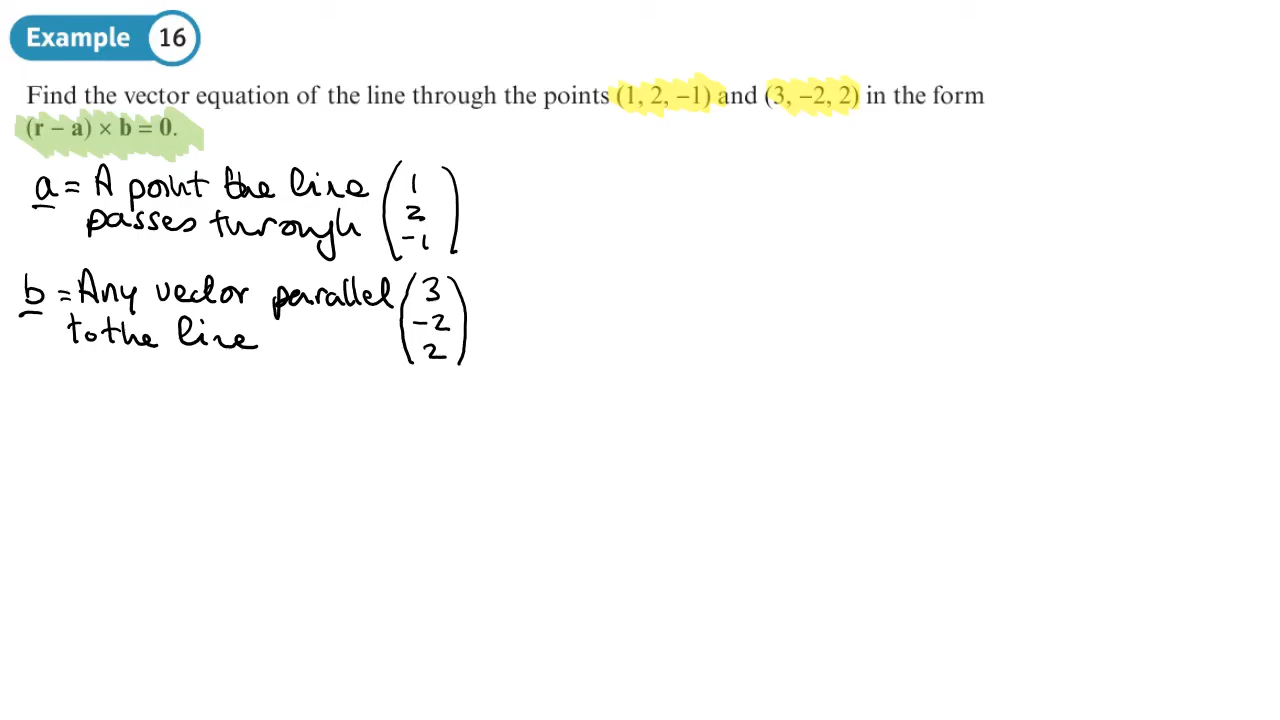 Example 16
Find the vector equation of the line through the points (1, 2, −1) and (3, −2, 2) in the form
(r − a) × b = 0.
a = A point the line
passes through
1
2
-1
b = Any vector parallel
to the line
3
-2
2